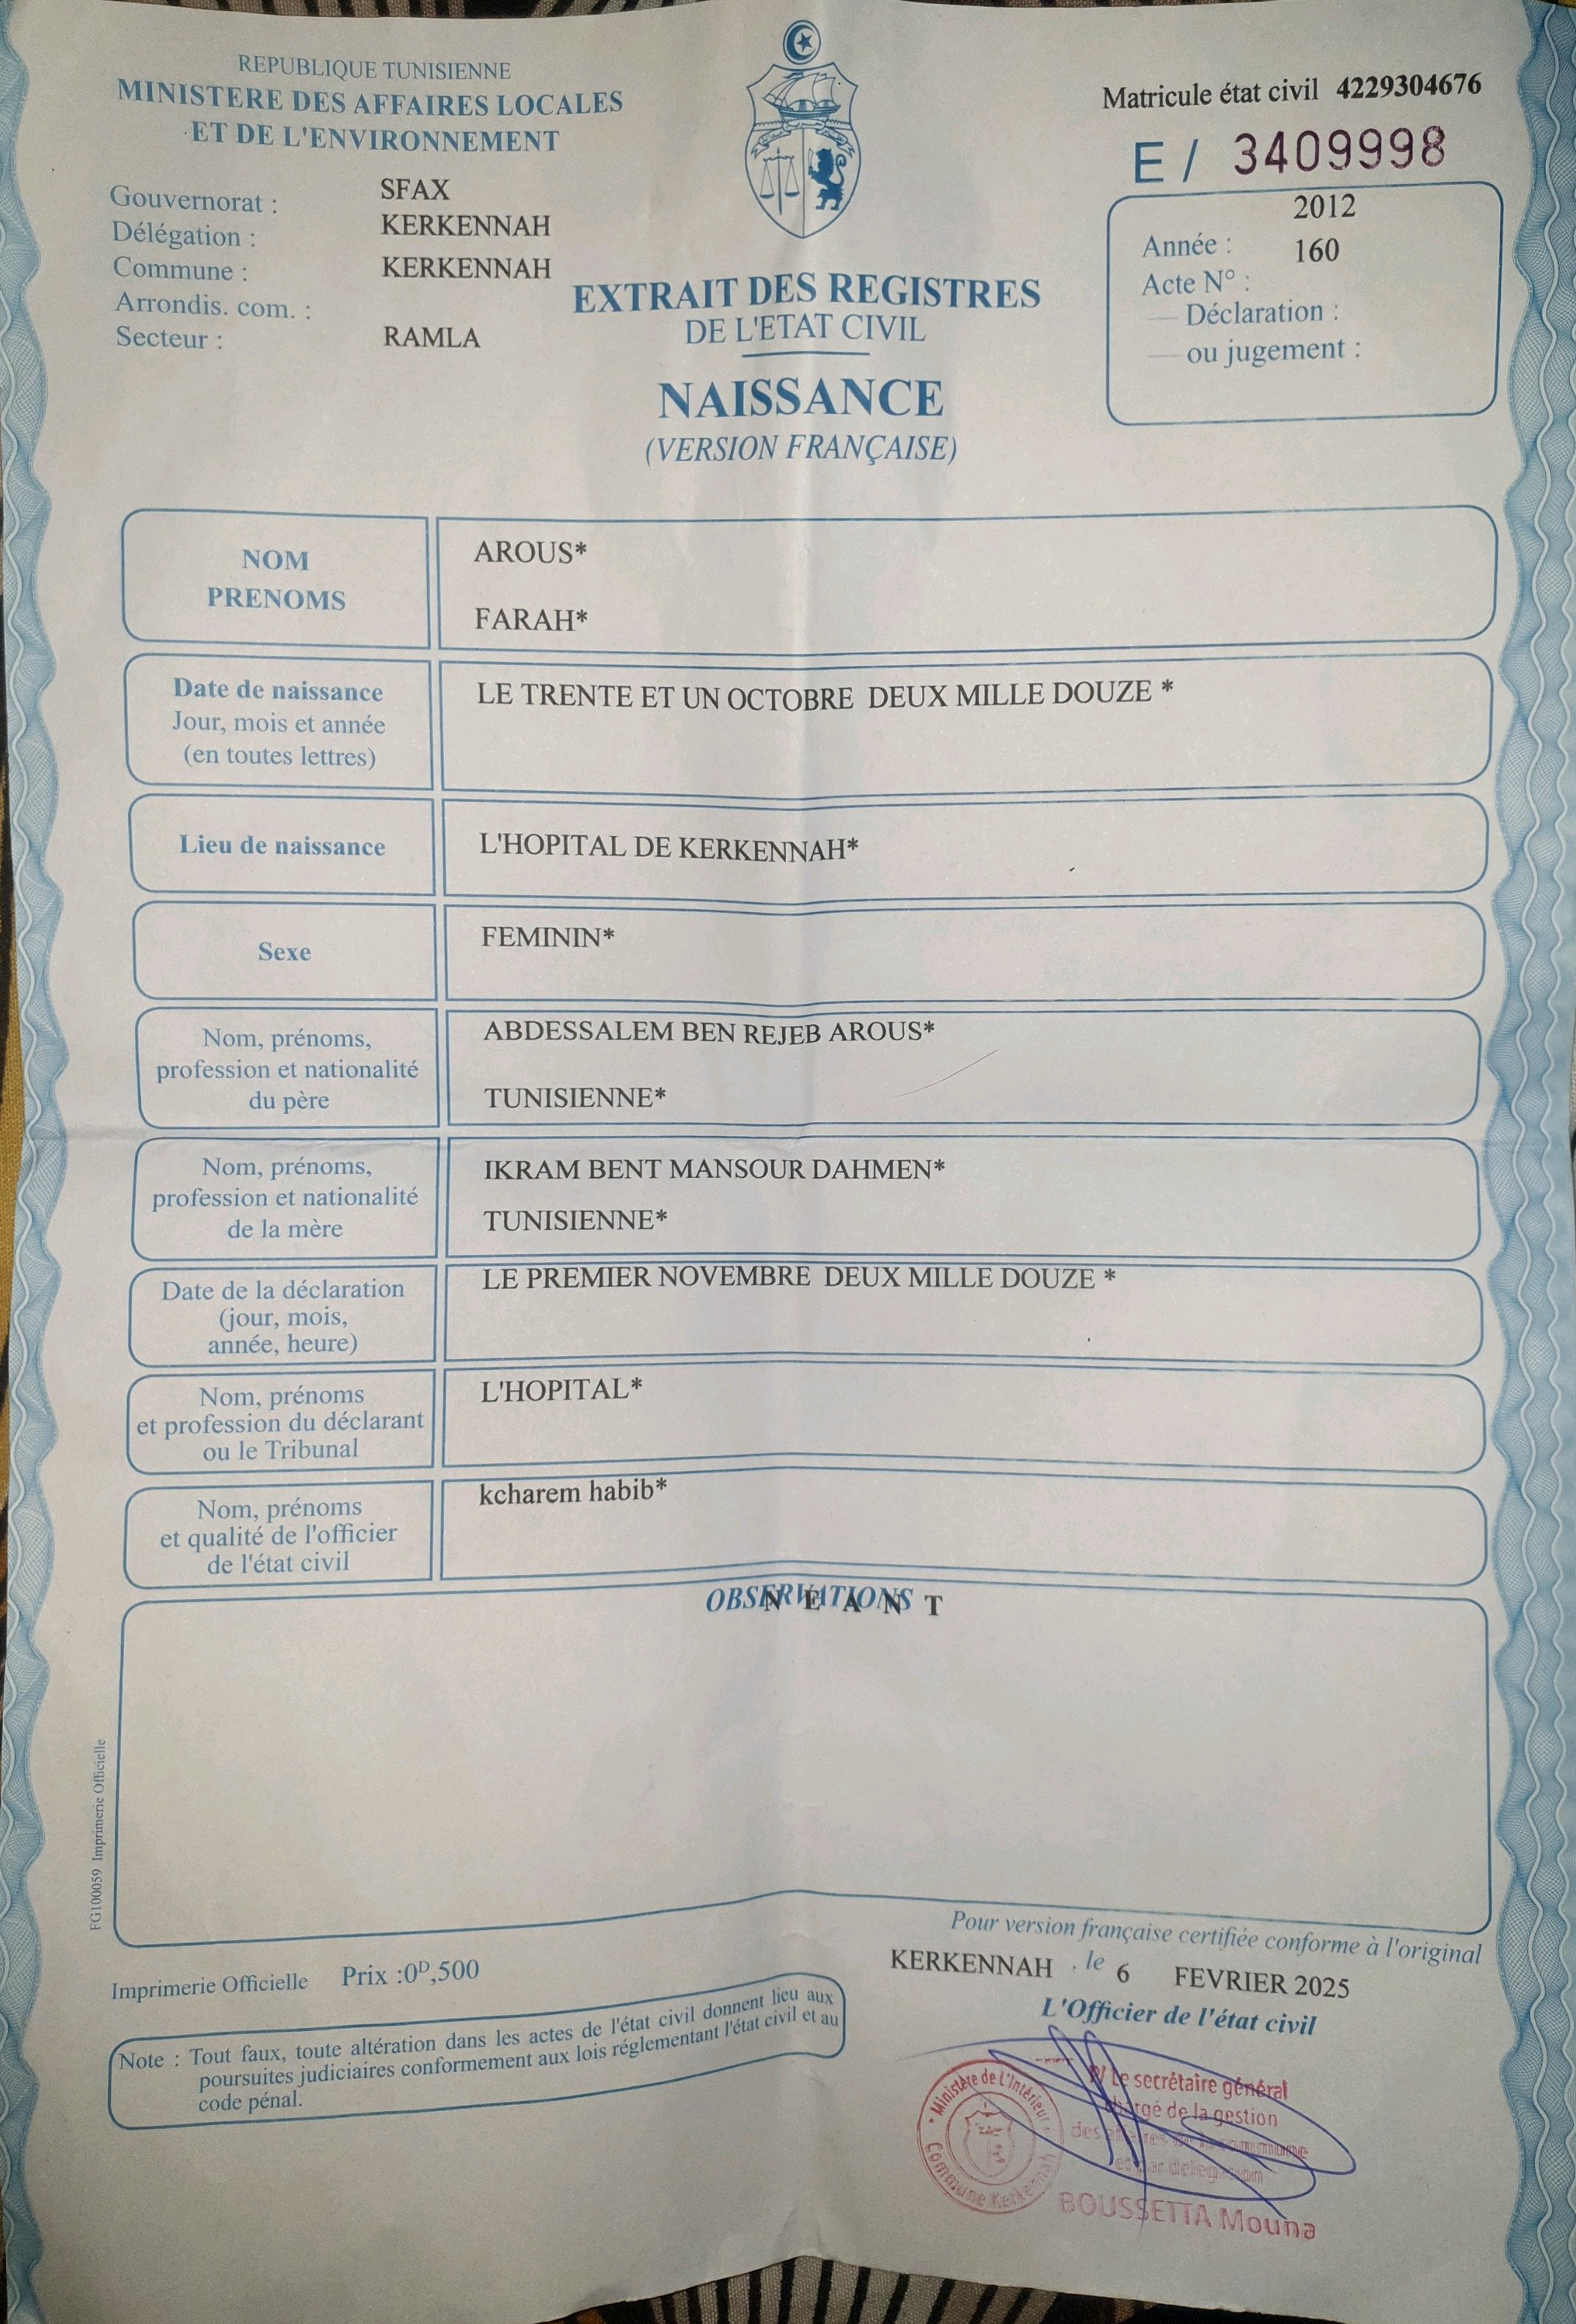 REPUBLIQUE TUNISIENNE
MINISTERE DES AFFAIRES LOCALES
ET DE L'ENVIRONNEMENT
Gouvernorat : SFAX
Délégation : KERKENNAH
Commune : KERKENNAH
Arrondis. com. :
Secteur : RAMLA
Matricule état civil 4229304676
E / 3409998
2012
Année :
160
Acte N° :
— Déclaration :
— ou jugement :
EXTRAIT DES REGISTRES
DE L'ETAT CIVIL
NAISSANCE
(VERSION FRANÇAISE)
NOM
PRENOMS
AROUS*
FARAH*
Date de naissance
Jour, mois et année
(en toutes lettres)
LE TRENTE ET UN OCTOBRE DEUX MILLE DOUZE *
Lieu de naissance
L'HOPITAL DE KERKENNAH*
Sexe
FEMININ*
Nom, prénoms,
profession et nationalité
du père
ABDESSALEM BEN REJEB AROUS*
TUNISIENNE*
Nom, prénoms,
profession et nationalité
de la mère
IKRAM BENT MANSOUR DAHMEN*
TUNISIENNE*
Date de la déclaration
(jour, mois,
année, heure)
LE PREMIER NOVEMBRE DEUX MILLE DOUZE *
Nom, prénoms
et profession du déclarant
ou le Tribunal
L'HOPITAL*
Nom, prénoms
et qualité de l'officier
de l'état civil
kcharem habib*
OBSERVATIONS
N E A N T
FG100059 Imprimerie Officielle
Pour version française certifiée conforme à l'original
KERKENNAH , le 6 FEVRIER 2025
L'Officier de l'état civil
Imprimerie Officielle Prix :0D,500
Note : Tout faux, toute altération dans les actes de l'état civil donnent lieu aux
poursuites judiciaires conformement aux lois réglementant l'état civil et au
code pénal.
Ministère de L'Intérieur
Commune Kerkennah
P/ Le secrétaire général
chargé de la gestion
des affaires de la commune
et par delegation
BOUSSETTA Mouna